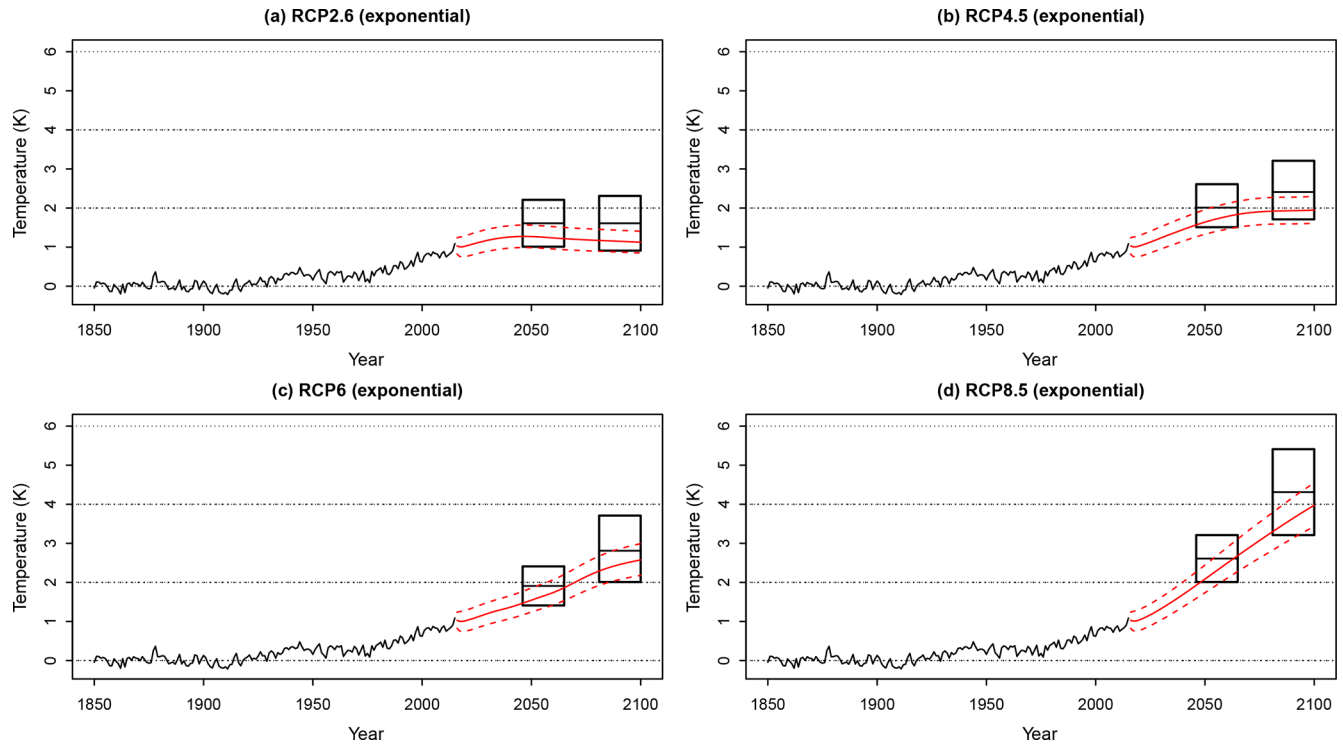 (a) RCP2.6 (exponential)
6
5
4
3
2
1
0
Temperature (K)
1850 1900 1950 2000 2050 2100
Year
(b) RCP4.5 (exponential)
6
5
4
3
2
1
0
Temperature (K)
1850 1900 1950 2000 2050 2100
Year
(c) RCP6 (exponential)
6
5
4
3
2
1
0
Temperature (K)
1850 1900 1950 2000 2050 2100
Year
(d) RCP8.5 (exponential)
6
5
4
3
2
1
0
Temperature (K)
1850 1900 1950 2000 2050 2100
Year